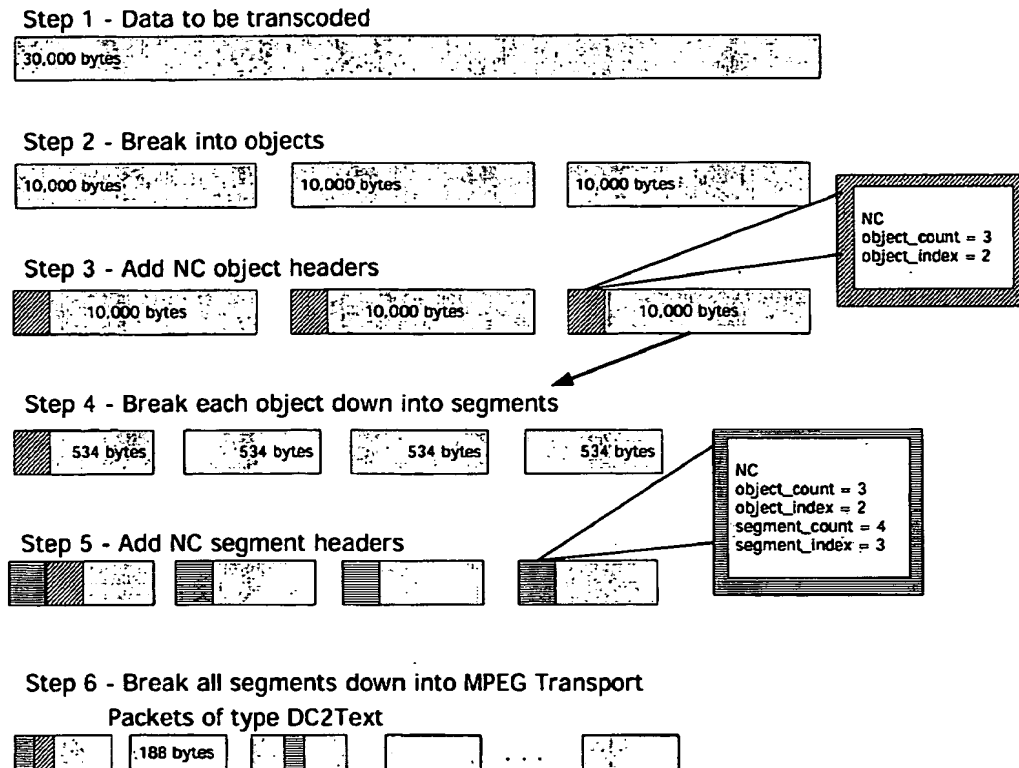 Step 1 - Data to be transcoded
30,000 bytes
Step 2 - Break into objects
10,000 bytes
10,000 bytes
10,000 bytes
NC
object_count = 3
object_index = 2
Step 3 - Add NC object headers
10,000 bytes
10,000 bytes
10,000 bytes
Step 4 - Break each object down into segments
534 bytes
534 bytes
534 bytes
534 bytes
NC
object_count = 3
object_index = 2
segment_count = 4
segment_index = 3
Step 5 - Add NC segment headers
Step 6 - Break all segments down into MPEG Transport
Packets of type DC2Text
188 bytes
. . .